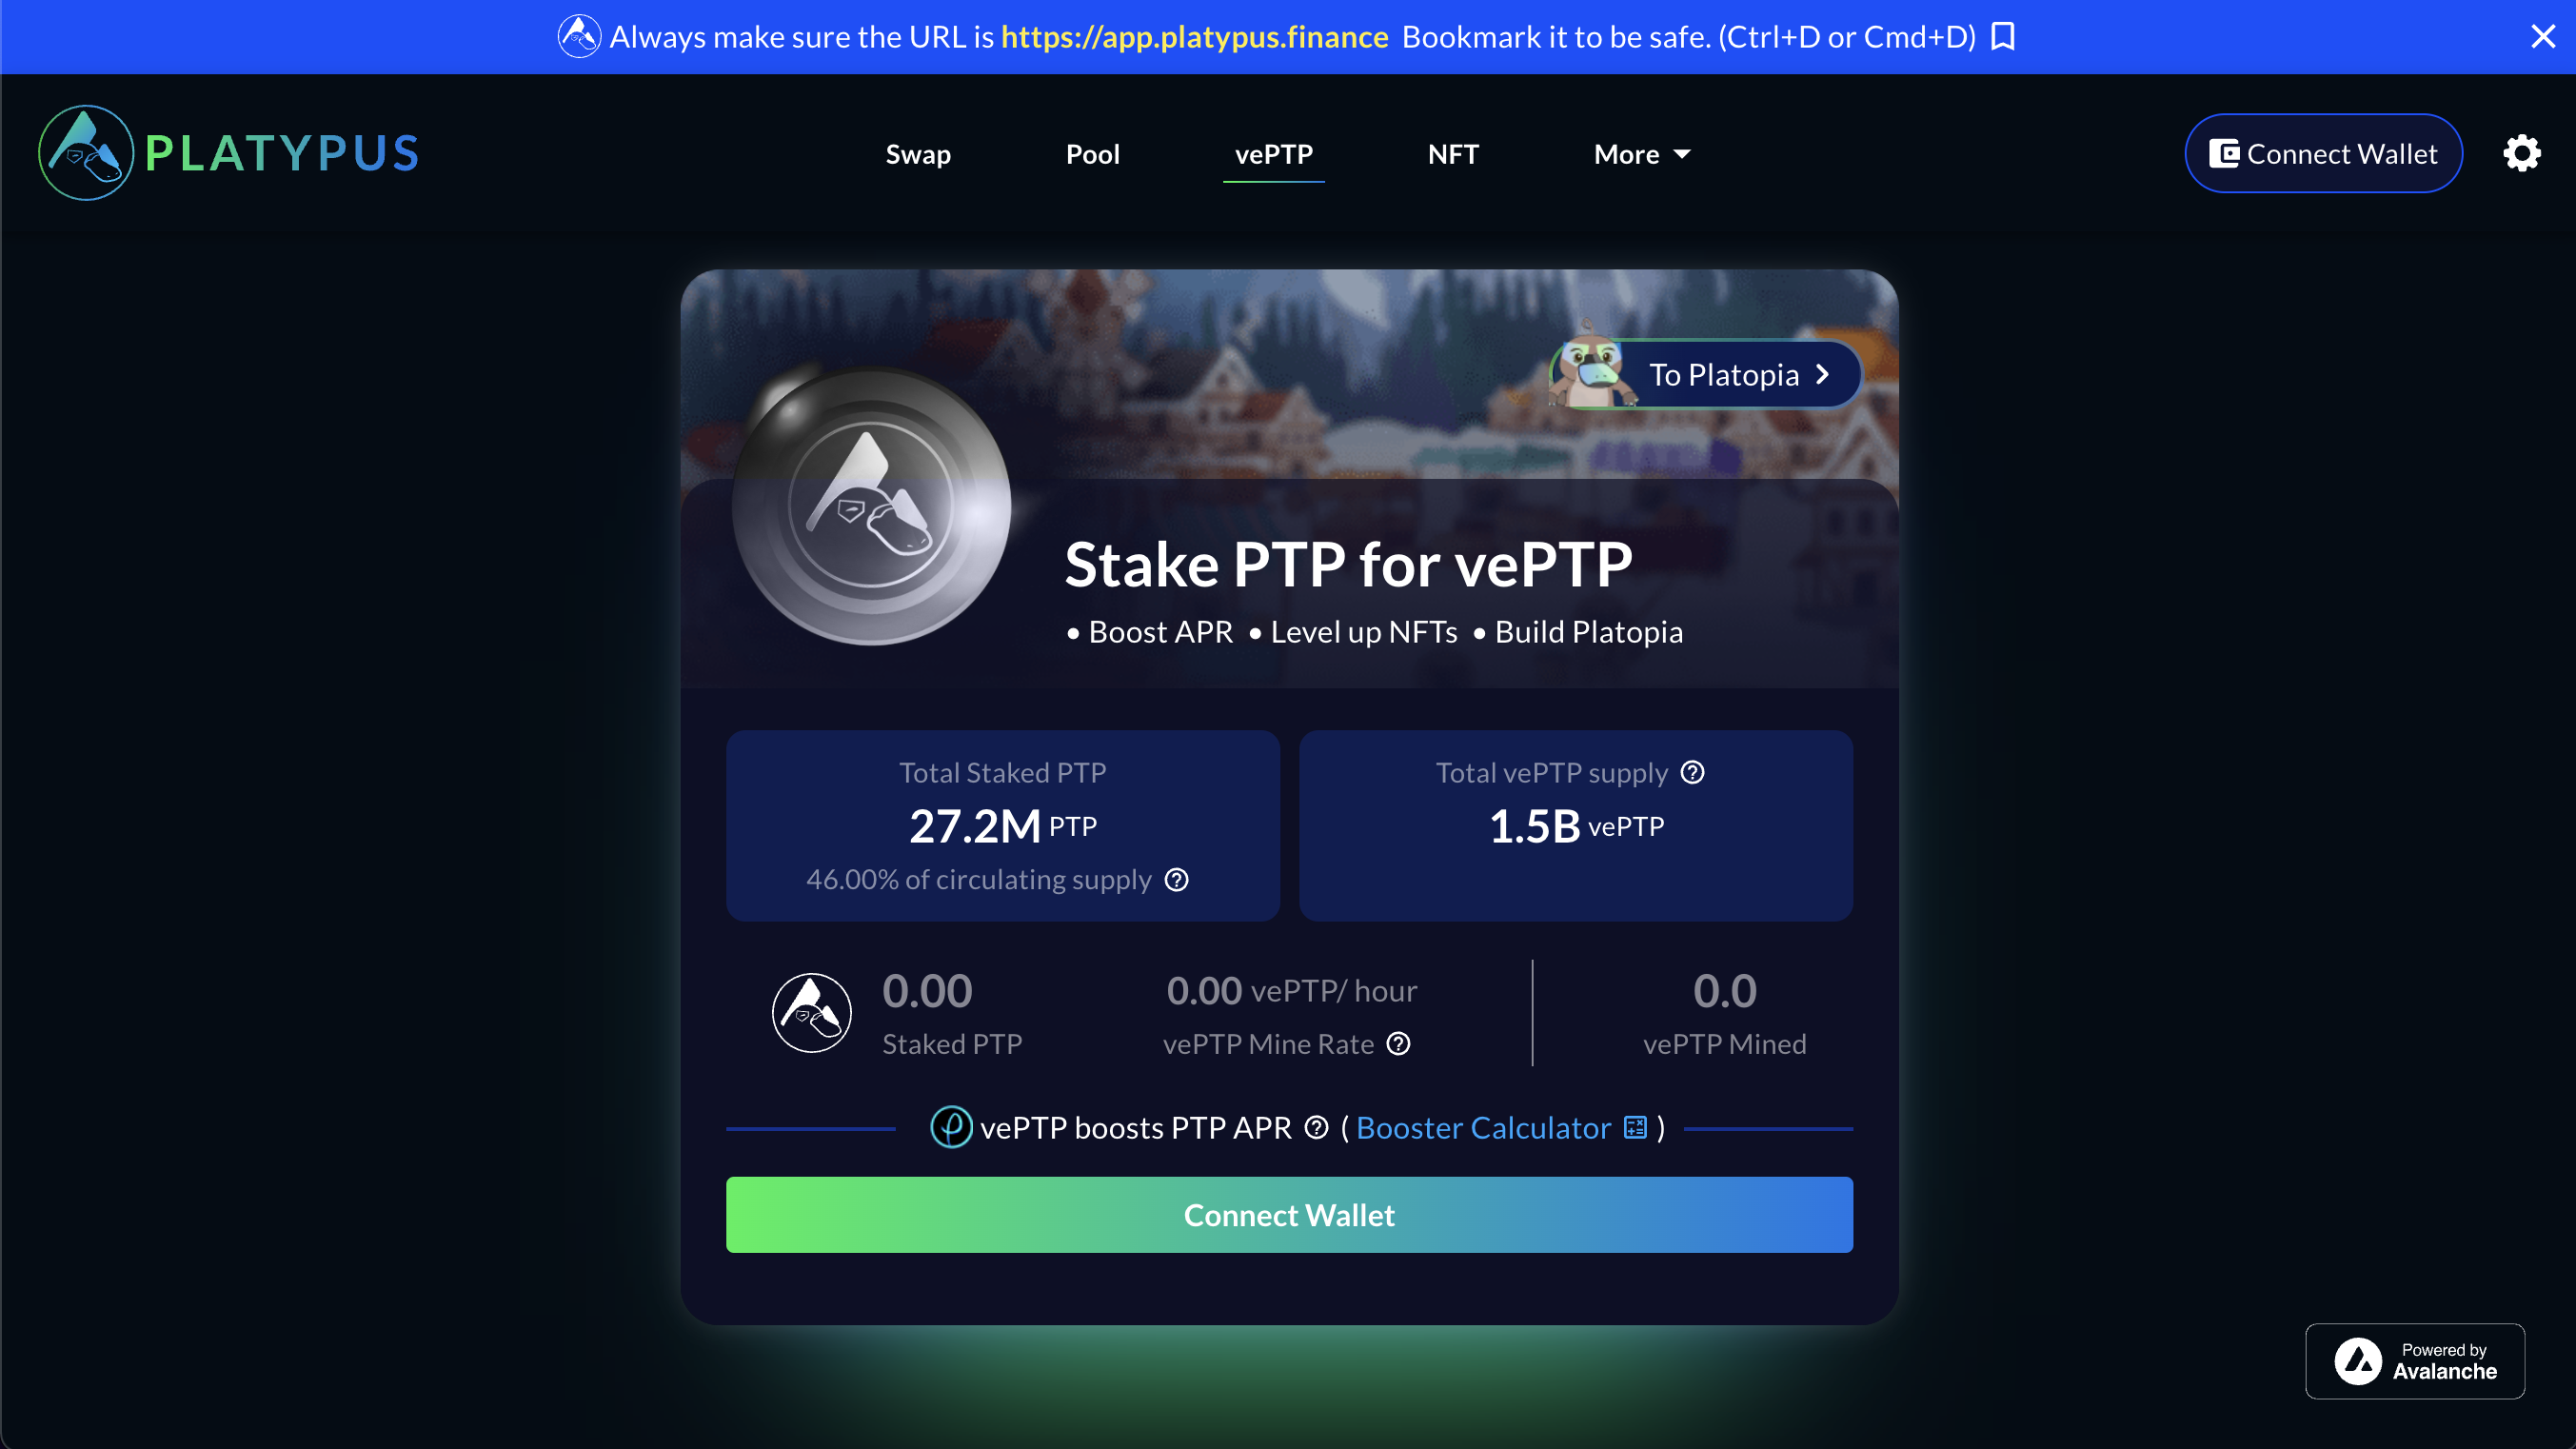 Always make sure the URL is https://app.platypus.finance Bookmark it to be safe. (Ctrl+D or Cmd+D)
PLATYPUS
Swap
Pool
vePTP
NFT
More
Connect Wallet
To Platopia
Stake PTP for vePTP
• Boost APR • Level up NFTs • Build Platopia
Total Staked PTP
27.2M PTP
46.00% of circulating supply
Total vePTP supply
1.5B vePTP
0.00
Staked PTP
0.00 vePTP/ hour
vePTP Mine Rate
0.0
vePTP Mined
vePTP boosts PTP APR ( Booster Calculator )
Connect Wallet
Powered by
Avalanche